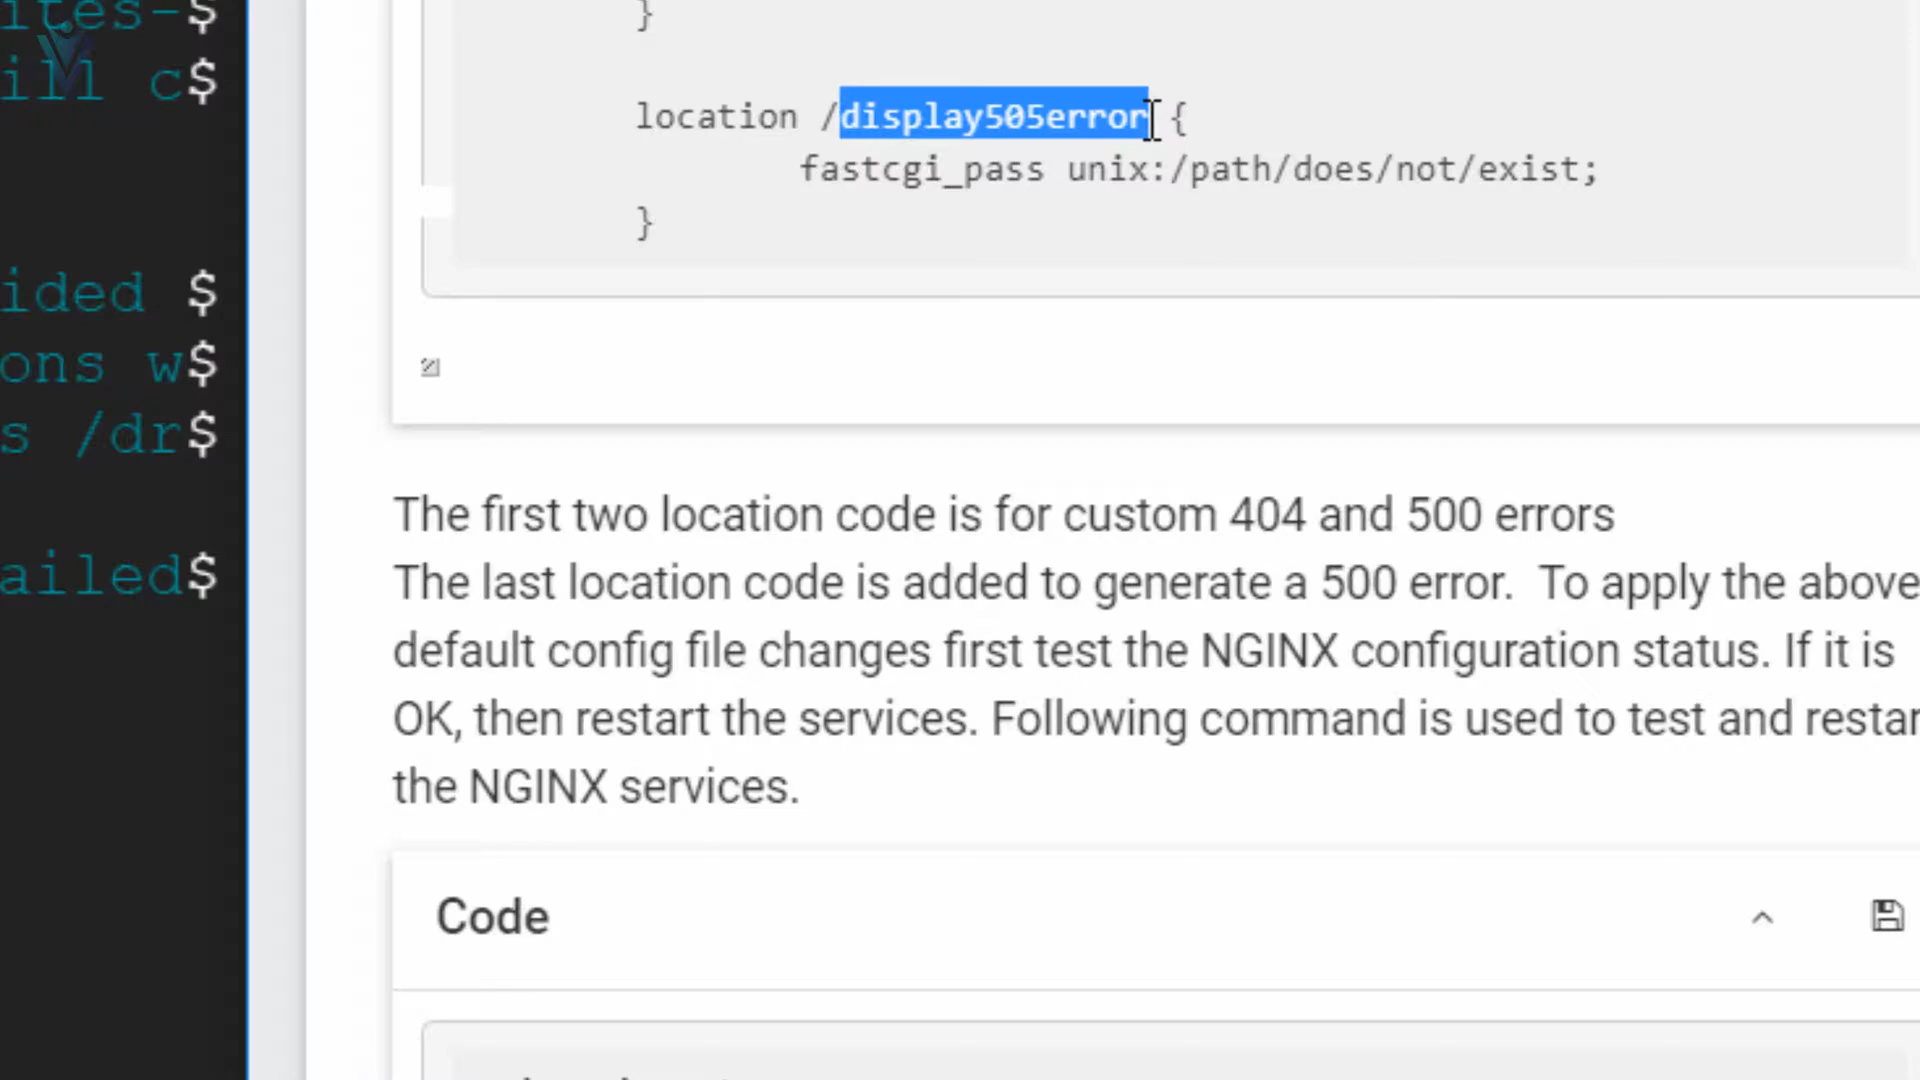 ites-$
ill c$
ided $
ons w$
s /dr$
ailed$
}
location /display505error {
fastcgi_pass unix:/path/does/not/exist;
}
The first two location code is for custom 404 and 500 errors
The last location code is added to generate a 500 error. To apply the above
default config file changes first test the NGINX configuration status. If it is
OK, then restart the services. Following command is used to test and restar
the NGINX services.
Code